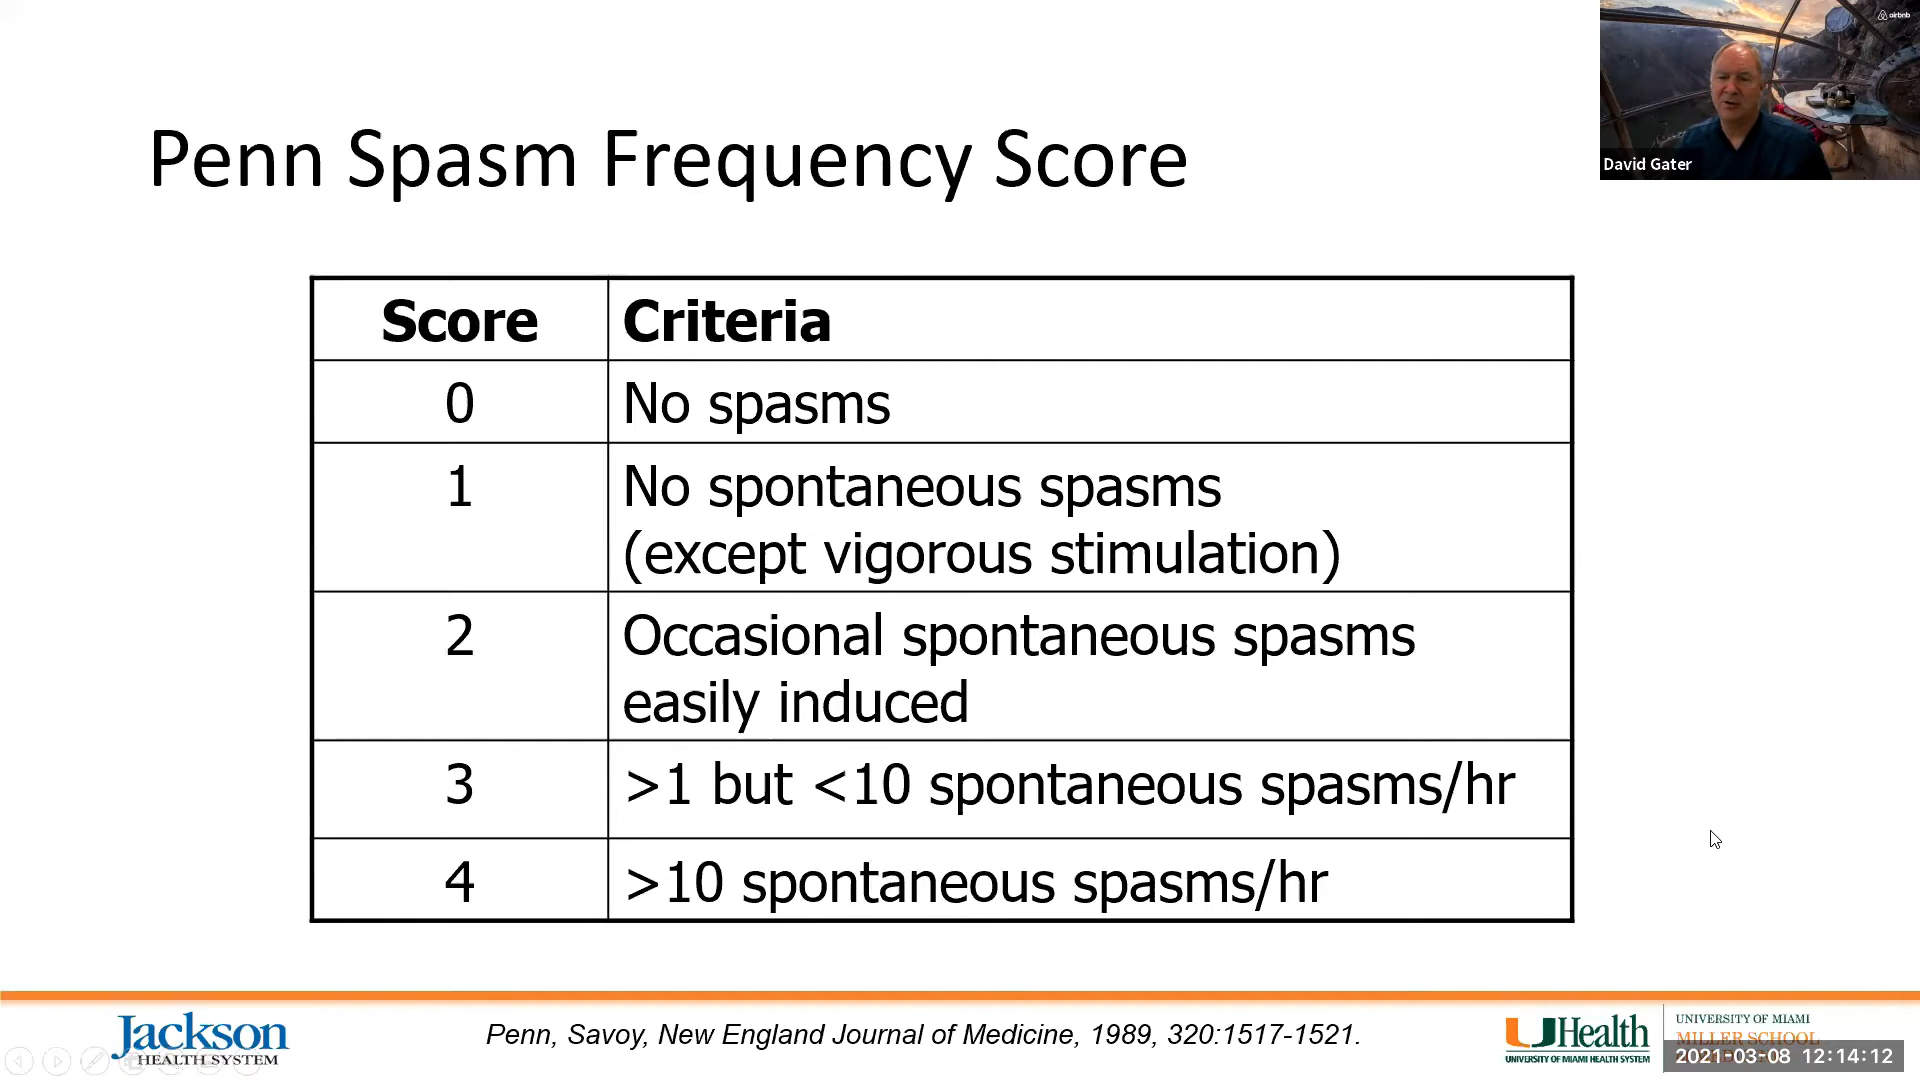 airbnb
David Gater
Penn Spasm Frequency Score
Score Criteria
0 No spasms
1 No spontaneous spasms
(except vigorous stimulation)
2 Occasional spontaneous spasms
easily induced
3 >1 but <10 spontaneous spasms/hr
4 >10 spontaneous spasms/hr
Jackson
HEALTH SYSTEM
Penn, Savoy, New England Journal of Medicine, 1989, 320:1517-1521.
UHealth
UNIVERSITY OF MIAMI HEALTH SYSTEM
UNIVERSITY OF MIAMI
MILLER SCHOOL
2021-03-08 12:14:12